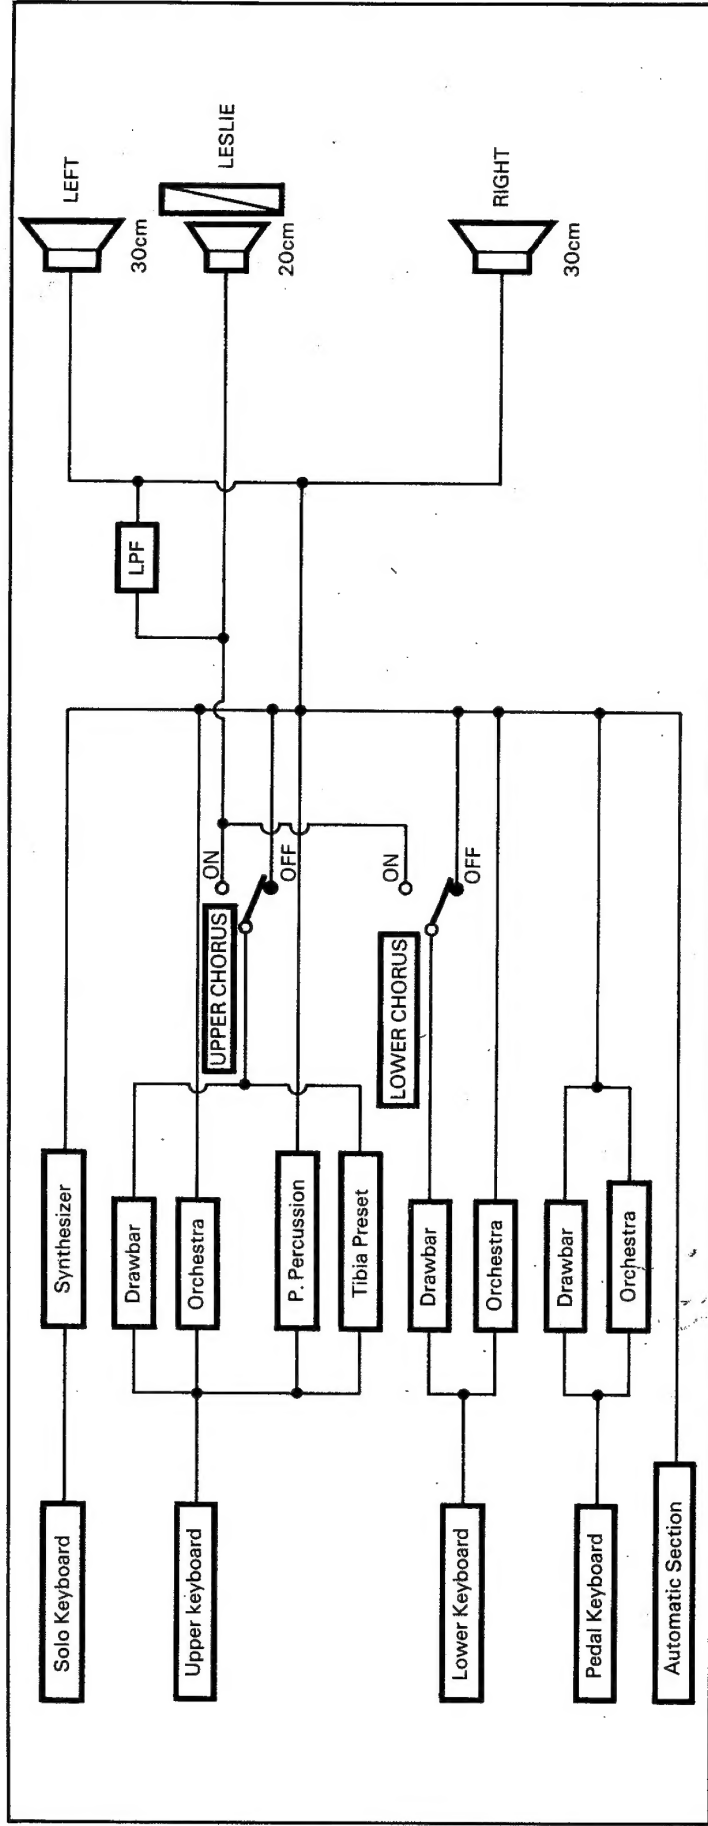 Solo Keyboard
Synthesizer
LEFT
30cm
Upper keyboard
Drawbar
Orchestra
P. Percussion
Tibia Preset
UPPER CHORUS
ON
OFF
LPF
LESLIE
20cm
Lower Keyboard
Drawbar
Orchestra
LOWER CHORUS
ON
OFF
RIGHT
30cm
Pedal Keyboard
Drawbar
Orchestra
Automatic Section